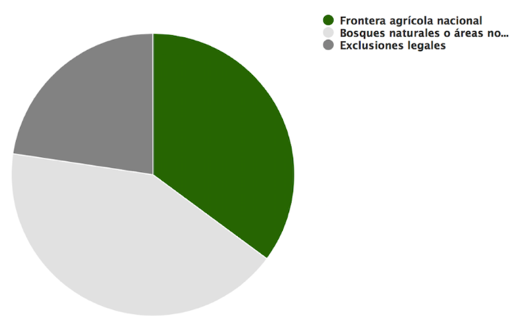 Frontera agrícola nacional
Bosques naturales o áreas no...
Exclusiones legales